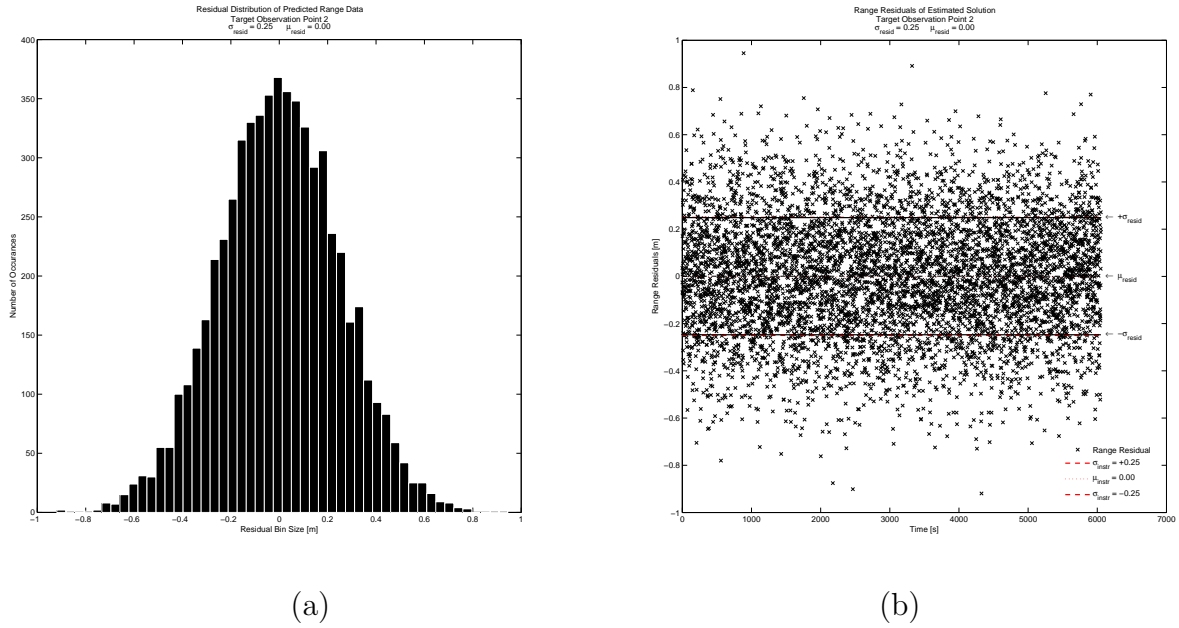 Residual Distribution of Predicted Range Data
Target Observation Point 2
σresid = 0.25 μresid = 0.00
400
350
300
250
200
150
100
50
0
Number of Occurances
−1 −0.8 −0.6 −0.4 −0.2 0 0.2 0.4 0.6 0.8 1
Residual Bin Size [m]
(a)
Range Residuals of Estimated Solution
Target Observation Point 2
σresid = 0.25 μresid = 0.00
1
0.8
0.6
0.4
0.2
0
−0.2
−0.4
−0.6
−0.8
−1
Range Residuals [m]
← +σresid
← μresid
← −σresid
Range Residual
σinstr = +0.25
μinstr = 0.00
σinstr = −0.25
0 1000 2000 3000 4000 5000 6000 7000
Time [s]
(b)